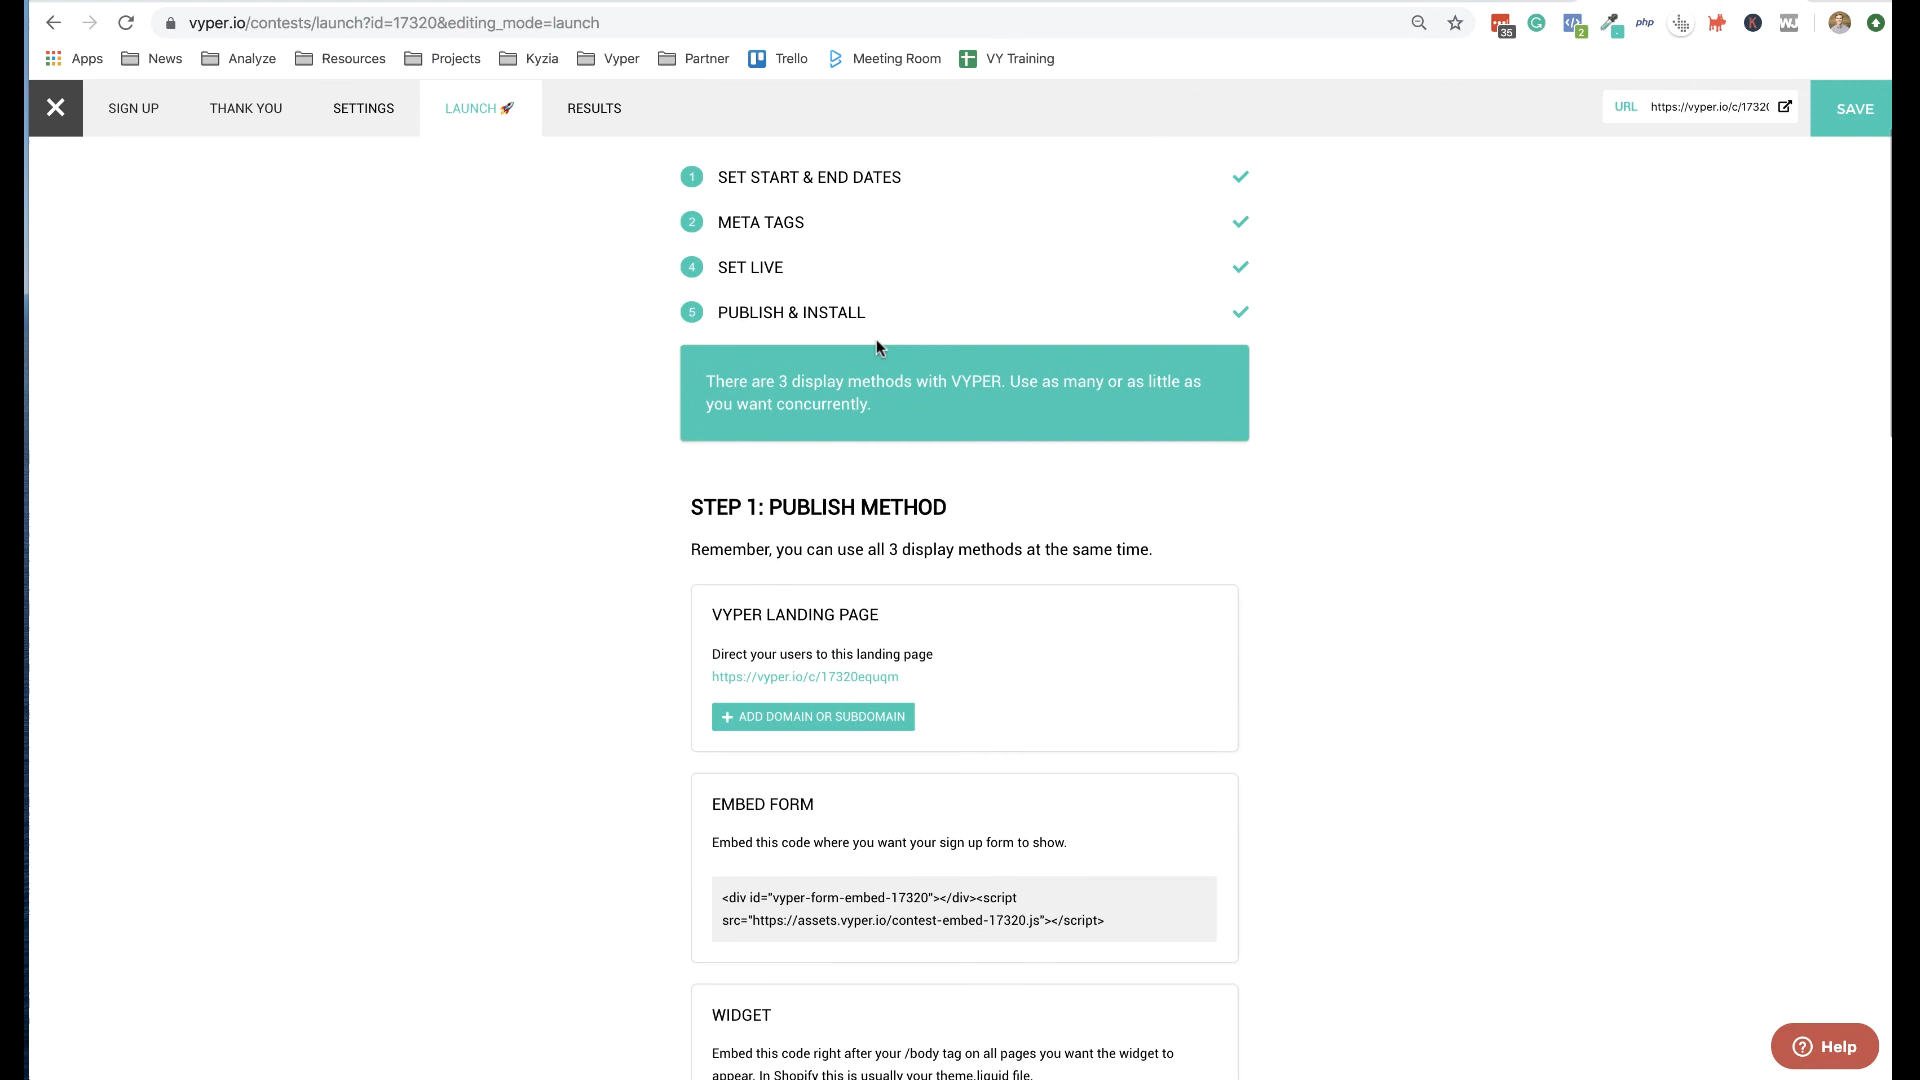 vyper.io/contests/launch?id=17320&editing_mode=launch
35
2
php
K
Apps News Analyze Resources Projects Kyzia Vyper Partner Trello Meeting Room VY Training
SIGN UP THANK YOU SETTINGS LAUNCH 🚀 RESULTS
URL https://vyper.io/c/1732
SAVE
1 SET START & END DATES
2 META TAGS
4 SET LIVE
5 PUBLISH & INSTALL
There are 3 display methods with VYPER. Use as many or as little as
you want concurrently.
STEP 1: PUBLISH METHOD
Remember, you can use all 3 display methods at the same time.
VYPER LANDING PAGE
Direct your users to this landing page
https://vyper.io/c/17320equqm
+ ADD DOMAIN OR SUBDOMAIN
EMBED FORM
Embed this code where you want your sign up form to show.
<div id="vyper-form-embed-17320"></div><script
src="https://assets.vyper.io/contest-embed-17320.js"></script>
WIDGET
Embed this code right after your /body tag on all pages you want the widget to
appear. In Shopify this is usually your theme.liquid file.
Help